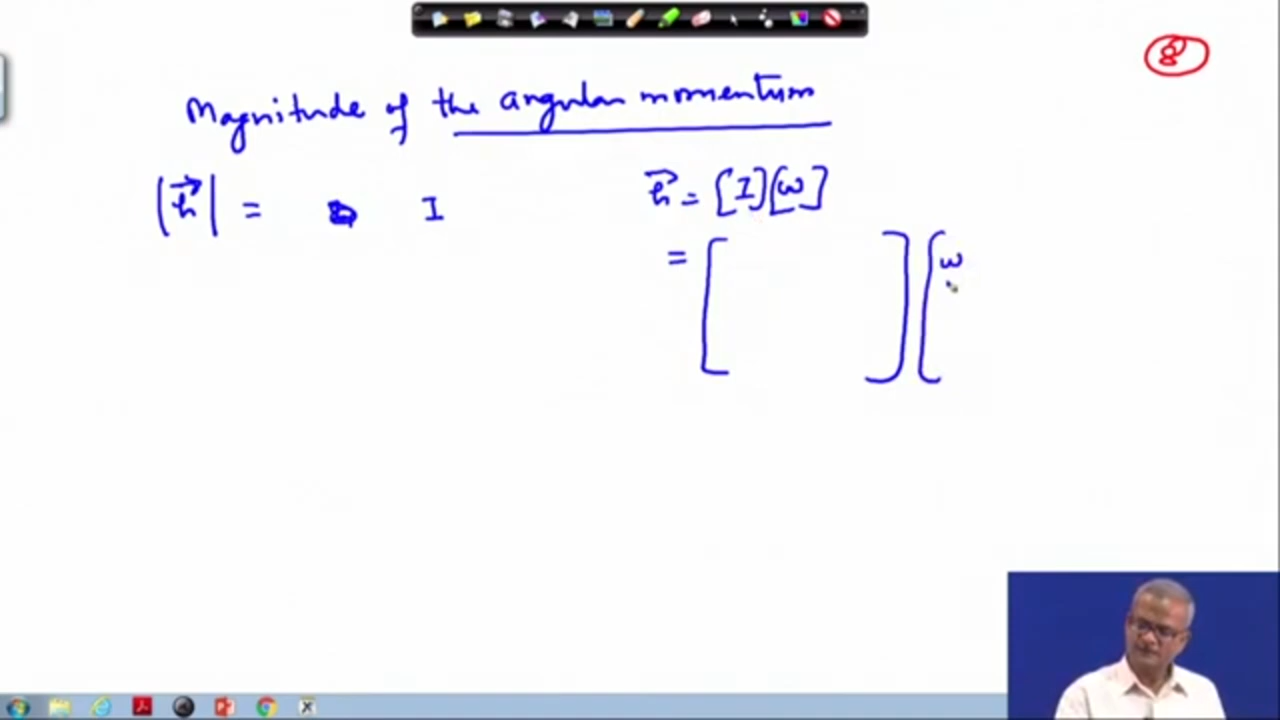 8
Magnitude of the angular momentum
|h⃗| = I
h⃗ = [I][ω]
= [ ] [ω